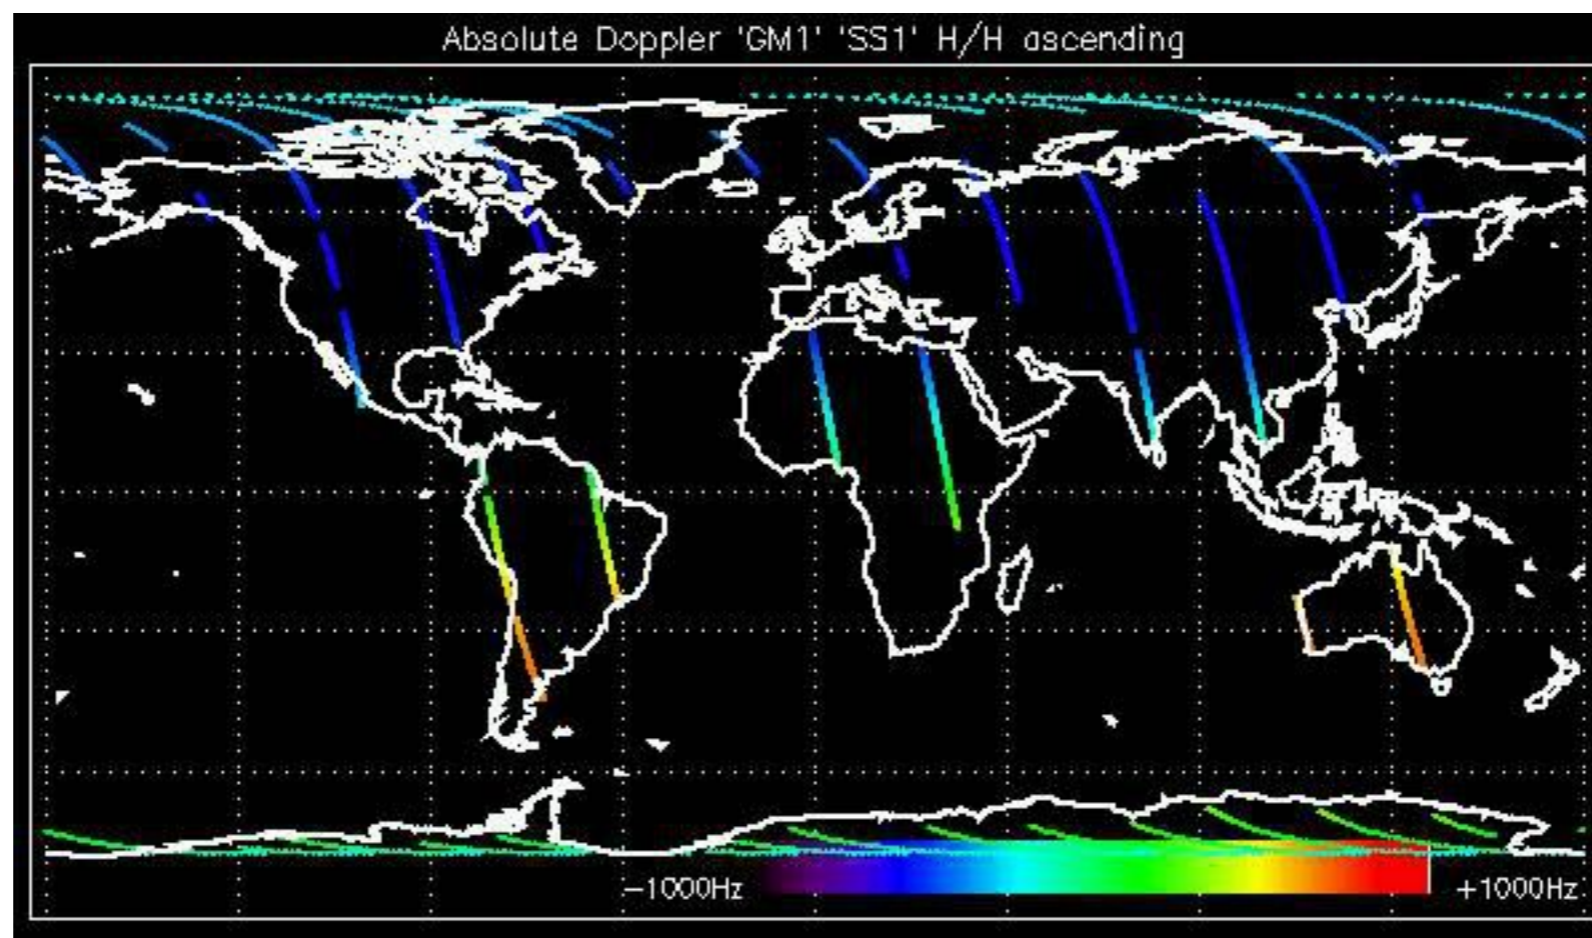 Absolute Doppler 'GM1' 'SS1' H/H ascending
−1000Hz
+1000Hz